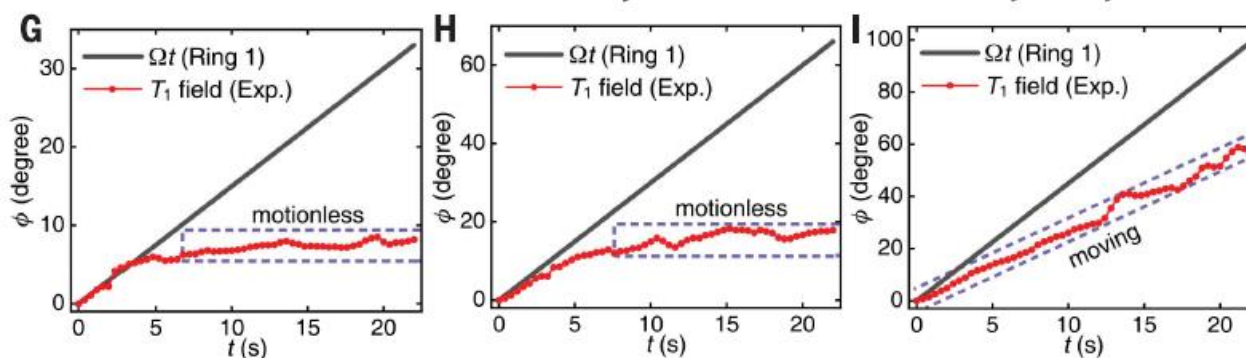 G
Ωt (Ring 1)
T₁ field (Exp.)
motionless
30
20
10
0
ϕ (degree)
0 5 10 15 20
t (s)
H
Ωt (Ring 1)
T₁ field (Exp.)
motionless
60
40
20
0
ϕ (degree)
0 5 10 15 20
t (s)
I
Ωt (Ring 1)
T₁ field (Exp.)
moving
100
80
60
40
20
0
ϕ (degree)
0 5 10 15 20
t (s)